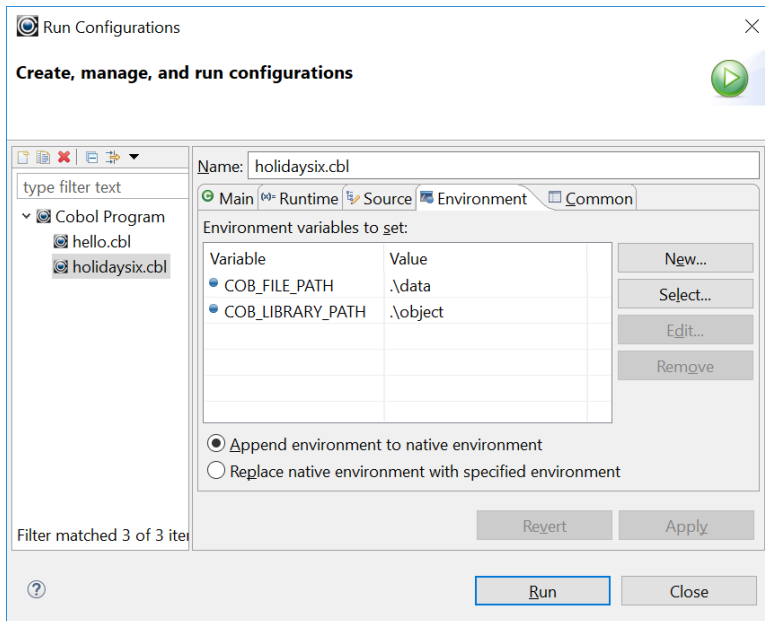 Run Configurations
Create, manage, and run configurations
type filter text
Cobol Program
hello.cbl
holidaysix.cbl
Filter matched 3 of 3 iter
Name: holidaysix.cbl
Main Runtime Source Environment Common
Environment variables to set:
Variable Value
COB_FILE_PATH .\data
COB_LIBRARY_PATH .\object
New...
Select...
Edit...
Remove
Append environment to native environment
Replace native environment with specified environment
Revert Apply
Run Close